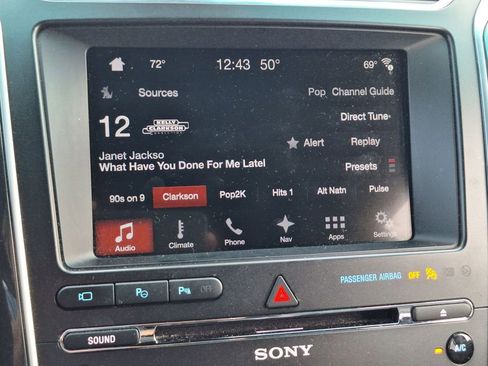 72° 12:43 50° 69°
Sources Pop Channel Guide
Direct Tune
12 KELLY CLARKSON
Alert Replay
Janet Jackso
What Have You Done For Me Latel
Presets
90s on 9 Clarkson Pop2K Hits 1 Alt Natn Pulse
Audio Climate Phone Nav Apps Settings
PASSENGER AIRBAG OFF
P P OFF
SOUND
SONY
A/C